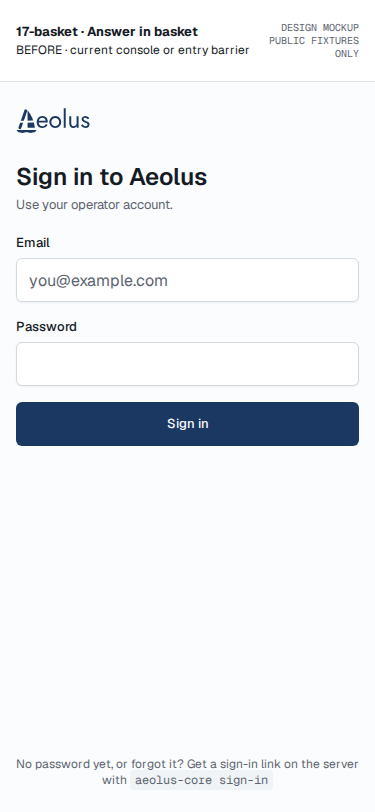 17-basket · Answer in basket
BEFORE · current console or entry barrier
DESIGN MOCKUP
PUBLIC FIXTURES
ONLY
Aeolus
Sign in to Aeolus
Use your operator account.
Email
you@example.com
Password
Sign in
No password yet, or forgot it? Get a sign-in link on the server
with aeolus-core sign-in